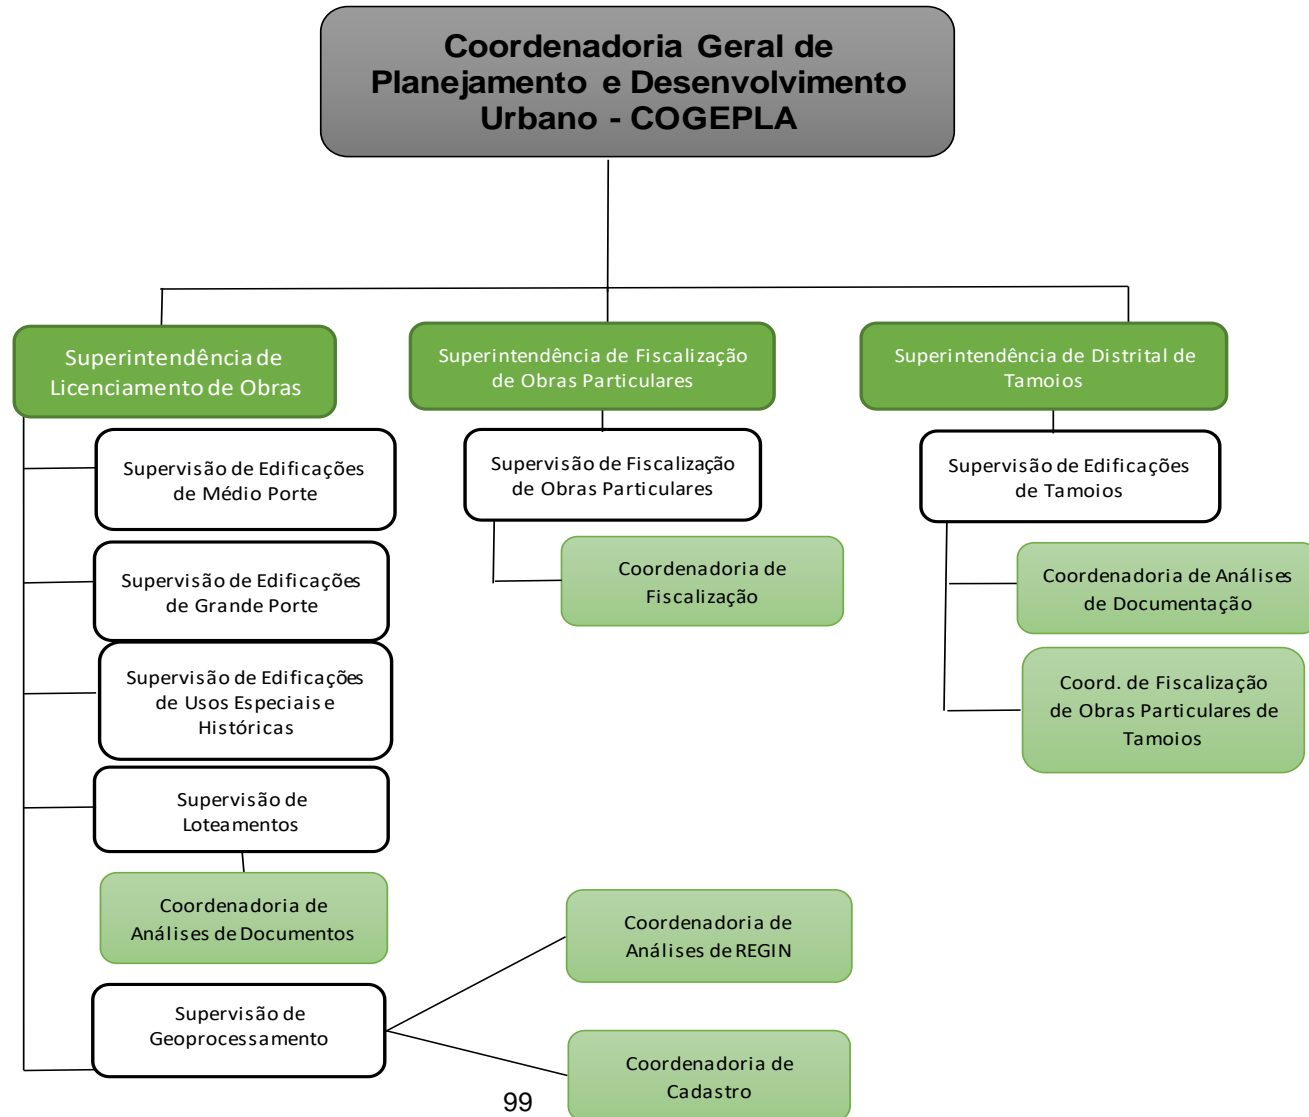 Coordenadoria Geral de
Planejamento e Desenvolvimento
Urbano - COGEPLA
Superintendência de
Licenciamento de Obras
Superintendência de Fiscalização
de Obras Particulares
Superintendência de Distrital de
Tamoios
Supervisão de Edificações
de Médio Porte
Supervisão de Fiscalização
de Obras Particulares
Supervisão de Edificações
de Tamoios
Supervisão de Edificações
de Grande Porte
Coordenadoria de
Fiscalização
Coordenadoria de Análises
de Documentação
Supervisão de Edificações
de Usos Especiais e
Históricas
Coord. de Fiscalização
de Obras Particulares de
Tamoios
Supervisão de
Loteamentos
Coordenadoria de
Análises de Documentos
Coordenadoria de
Análises de REGIN
Supervisão de
Geoprocessamento
Coordenadoria de
Cadastro
99